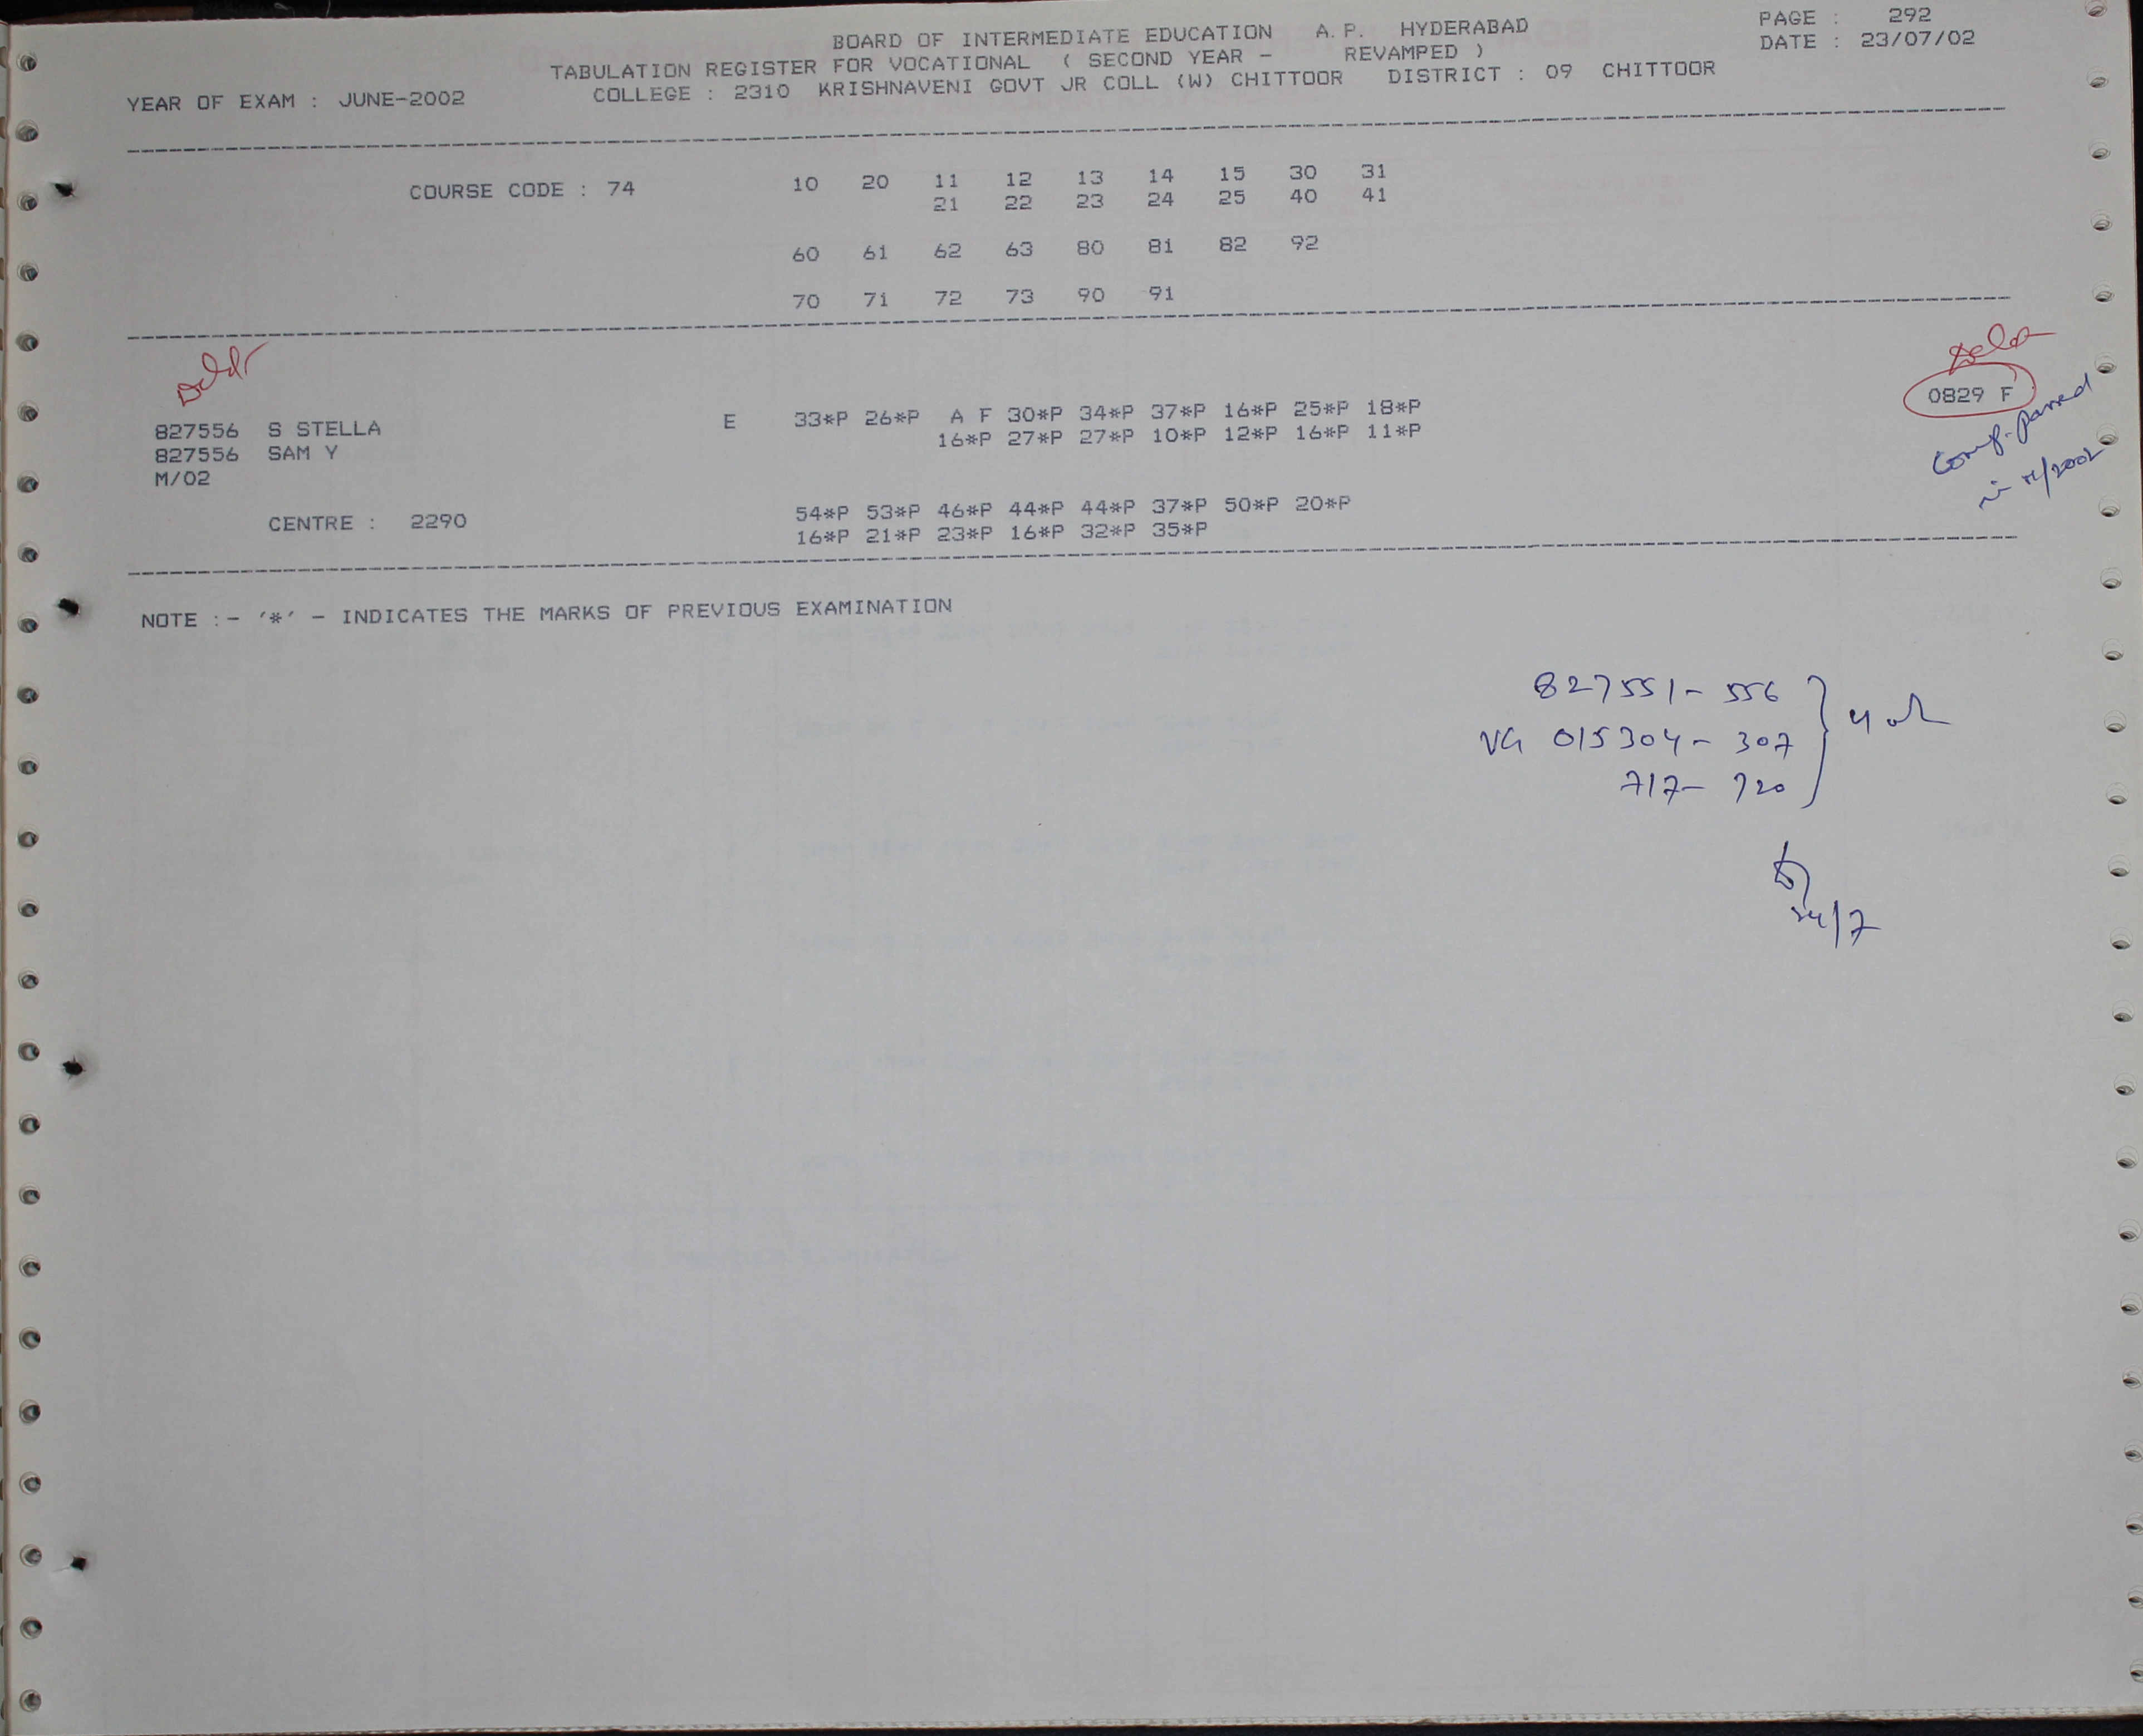 BOARD OF INTERMEDIATE EDUCATION A.P. HYDERABAD
PAGE : 292
TABULATION REGISTER FOR VOCATIONAL ( SECOND YEAR - REVAMPED )
DATE : 23/07/02
YEAR OF EXAM : JUNE-2002 COLLEGE : 2310 KRISHNAVENI GOVT JR COLL (W) CHITTOOR DISTRICT : 09 CHITTOOR
COURSE CODE : 74 10 20 11 12 13 14 15 30 31
21 22 23 24 25 40 41
60 61 62 63 80 81 82 92
70 71 72 73 90 91
827556 S STELLA E 33*P 26*P A F 30*P 34*P 37*P 16*P 25*P 18*P 0829 F
827556 SAM Y 16*P 27*P 27*P 10*P 12*P 16*P 11*P
M/02
Comp. passed
in /2002
CENTRE : 2290 54*P 53*P 46*P 44*P 44*P 37*P 50*P 20*P
16*P 21*P 23*P 16*P 32*P 35*P
NOTE :- '*' - INDICATES THE MARKS OF PREVIOUS EXAMINATION
827551- 556
VG 015304- 307
717- 720
24/7